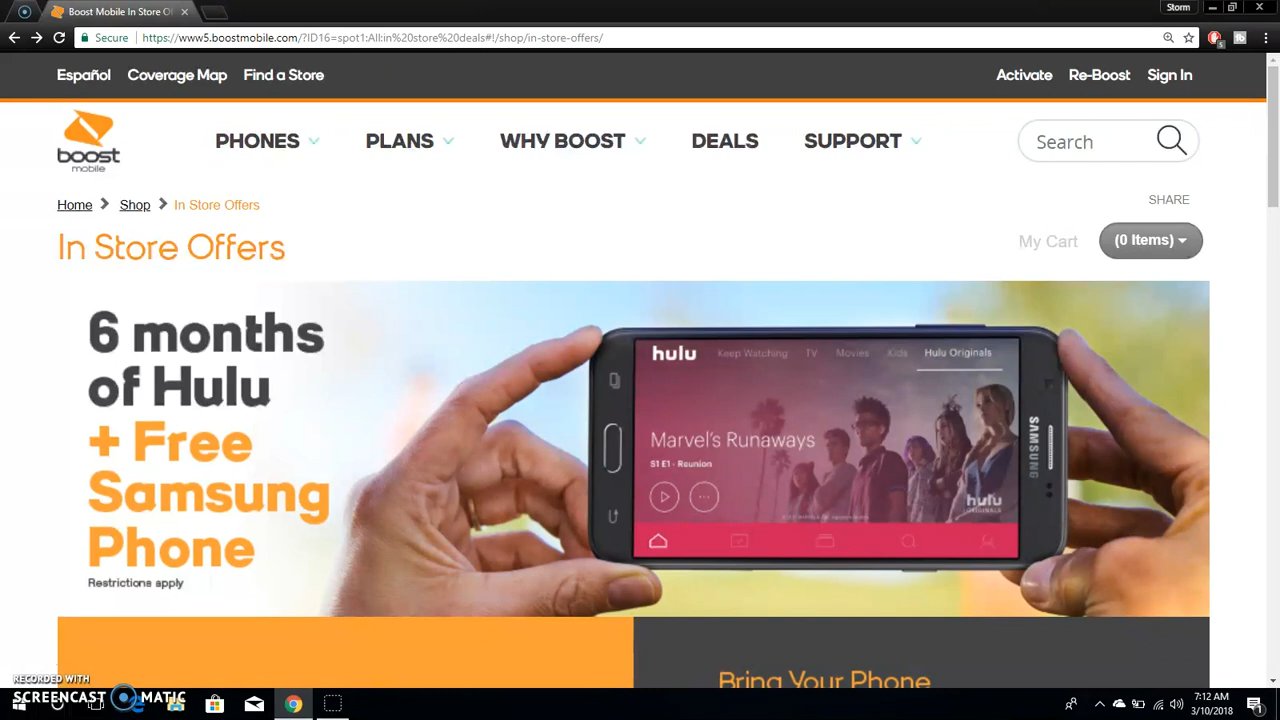 Storm
Boost Mobile In Store O
Secure
https://www5.boostmobile.com/?ID16=spot1:All:in%20store%20deals#!/shop/in-store-offers/
Español Coverage Map Find a Store
Activate Re-Boost Sign In
boost
mobile
PHONES PLANS WHY BOOST DEALS SUPPORT
Search
Home Shop In Store Offers
SHARE
In Store Offers
My Cart (0 Items)
6 months
of Hulu
+ Free
Samsung
Phone
Restrictions apply
hulu Keep Watching TV Movies Kids Hulu Originals
Marvel's Runaways
S1 E1 - Reunion
hulu
ORIGINALS
SAMSUNG
Bring Your Phone
RECORDED WITH
SCREENCAST MATIC
7:12 AM
3/10/2018